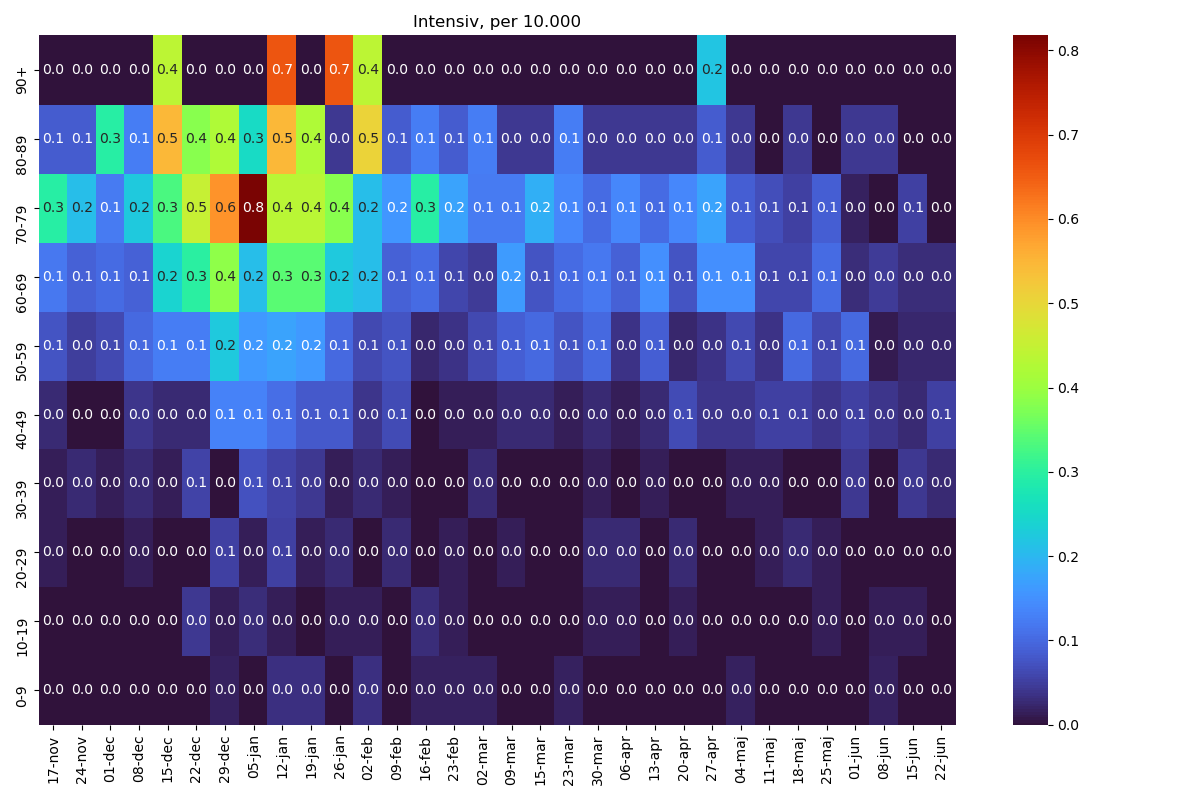 Intensiv, per 10.000
90+ 0.0 0.0 0.0 0.0 0.4 0.0 0.0 0.0 0.7 0.0 0.7 0.4 0.0 0.0 0.0 0.0 0.0 0.0 0.0 0.0 0.0 0.0 0.0 0.2 0.0 0.0 0.0 0.0 0.0 0.0 0.0 0.0
80-89 0.1 0.1 0.3 0.1 0.5 0.4 0.4 0.3 0.5 0.4 0.0 0.5 0.1 0.1 0.1 0.1 0.0 0.0 0.1 0.0 0.0 0.0 0.0 0.1 0.0 0.0 0.0 0.0 0.0 0.0 0.0 0.0
70-79 0.3 0.2 0.1 0.2 0.3 0.5 0.6 0.8 0.4 0.4 0.4 0.2 0.2 0.3 0.2 0.1 0.1 0.2 0.1 0.1 0.1 0.1 0.1 0.2 0.1 0.1 0.1 0.1 0.0 0.0 0.1 0.0
60-69 0.1 0.1 0.1 0.1 0.2 0.3 0.4 0.2 0.3 0.3 0.2 0.2 0.1 0.1 0.1 0.0 0.2 0.1 0.1 0.1 0.1 0.1 0.1 0.1 0.1 0.1 0.1 0.1 0.0 0.0 0.0 0.0
50-59 0.1 0.0 0.1 0.1 0.1 0.1 0.2 0.2 0.2 0.2 0.1 0.1 0.1 0.0 0.0 0.1 0.1 0.1 0.1 0.1 0.0 0.1 0.0 0.0 0.1 0.0 0.1 0.1 0.1 0.0 0.0 0.0
40-49 0.0 0.0 0.0 0.0 0.0 0.0 0.1 0.1 0.1 0.1 0.1 0.0 0.1 0.0 0.0 0.0 0.0 0.0 0.0 0.0 0.0 0.0 0.1 0.0 0.0 0.1 0.1 0.0 0.1 0.0 0.0 0.1
30-39 0.0 0.0 0.0 0.0 0.0 0.1 0.0 0.1 0.1 0.0 0.0 0.0 0.0 0.0 0.0 0.0 0.0 0.0 0.0 0.0 0.0 0.0 0.0 0.0 0.0 0.0 0.0 0.0 0.0 0.0 0.0 0.0
20-29 0.0 0.0 0.0 0.0 0.0 0.0 0.1 0.0 0.1 0.0 0.0 0.0 0.0 0.0 0.0 0.0 0.0 0.0 0.0 0.0 0.0 0.0 0.0 0.0 0.0 0.0 0.0 0.0 0.0 0.0 0.0 0.0
10-19 0.0 0.0 0.0 0.0 0.0 0.0 0.0 0.0 0.0 0.0 0.0 0.0 0.0 0.0 0.0 0.0 0.0 0.0 0.0 0.0 0.0 0.0 0.0 0.0 0.0 0.0 0.0 0.0 0.0 0.0 0.0 0.0
0-9 0.0 0.0 0.0 0.0 0.0 0.0 0.0 0.0 0.0 0.0 0.0 0.0 0.0 0.0 0.0 0.0 0.0 0.0 0.0 0.0 0.0 0.0 0.0 0.0 0.0 0.0 0.0 0.0 0.0 0.0 0.0 0.0
17-nov 24-nov 01-dec 08-dec 15-dec 22-dec 29-dec 05-jan 12-jan 19-jan 26-jan 02-feb 09-feb 16-feb 23-feb 02-mar 09-mar 15-mar 23-mar 30-mar 06-apr 13-apr 20-apr 27-apr 04-maj 11-maj 18-maj 25-maj 01-jun 08-jun 15-jun 22-jun
0.8
0.7
0.6
0.5
0.4
0.3
0.2
0.1
0.0